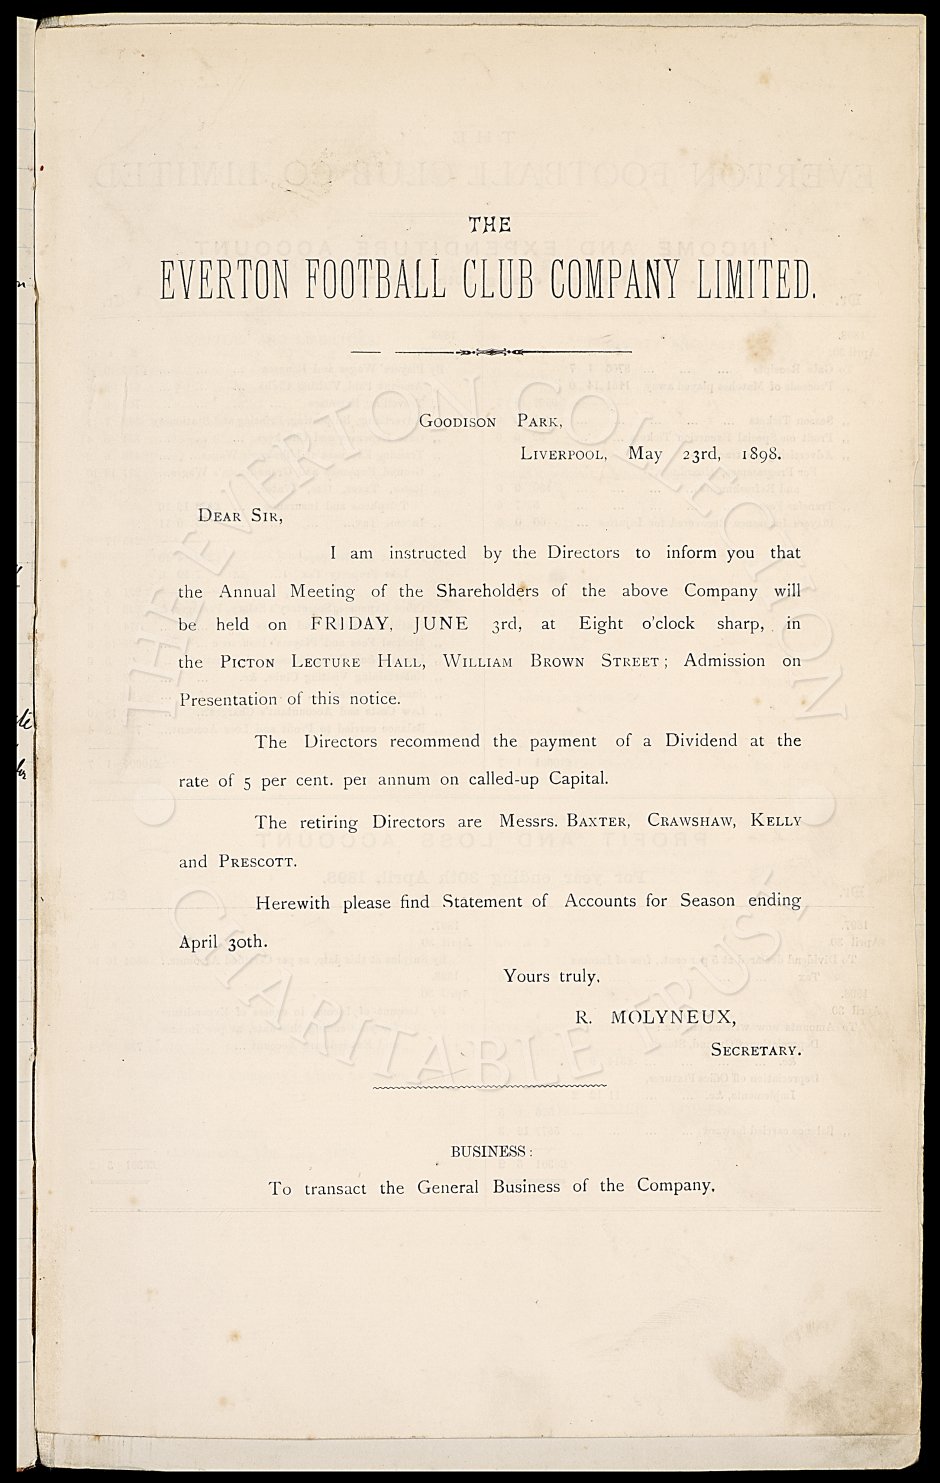 THE
EVERTON FOOTBALL CLUB COMPANY LIMITED.
GOODISON PARK,
LIVERPOOL, May 23rd, 1898.
DEAR SIR,
I am instructed by the Directors to inform you that
the Annual Meeting of the Shareholders of the above Company will
be held on FRIDAY, JUNE 3rd, at Eight o'clock sharp, in
the PICTON LECTURE HALL, WILLIAM BROWN STREET; Admission on
Presentation of this notice.
The Directors recommend the payment of a Dividend at the
rate of 5 per cent. per annum on called-up Capital.
The retiring Directors are Messrs. BAXTER, CRAWSHAW, KELLY
and PRESCOTT.
Herewith please find Statement of Accounts for Season ending
April 30th.
Yours truly,
R. MOLYNEUX,
SECRETARY.
BUSINESS:
To transact the General Business of the Company.
THE EVERTON COLLECTION
CHARITABLE TRUST